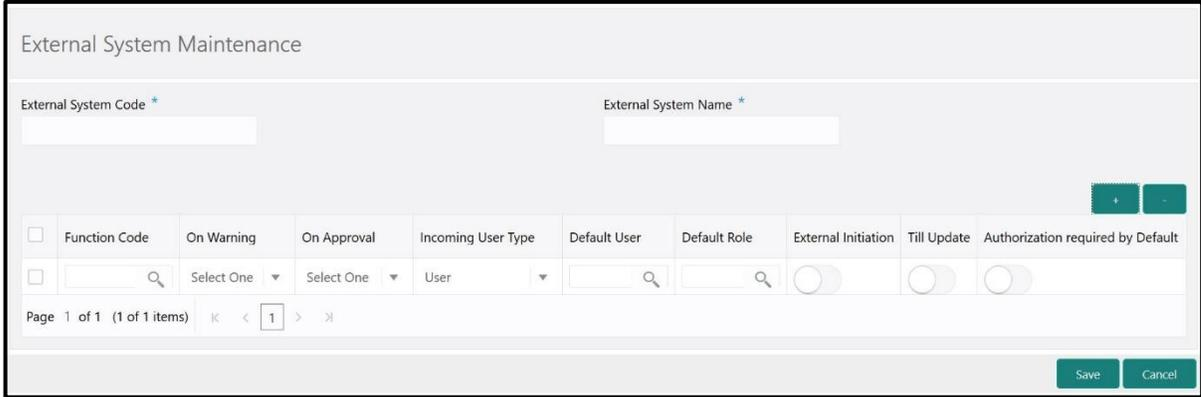 External System Maintenance
External System Code * External System Name *
+ -
Function Code On Warning On Approval Incoming User Type Default User Default Role External Initiation Till Update Authorization required by Default
Select One Select One User
Page 1 of 1 (1 of 1 items) K < 1 > >|
Save Cancel